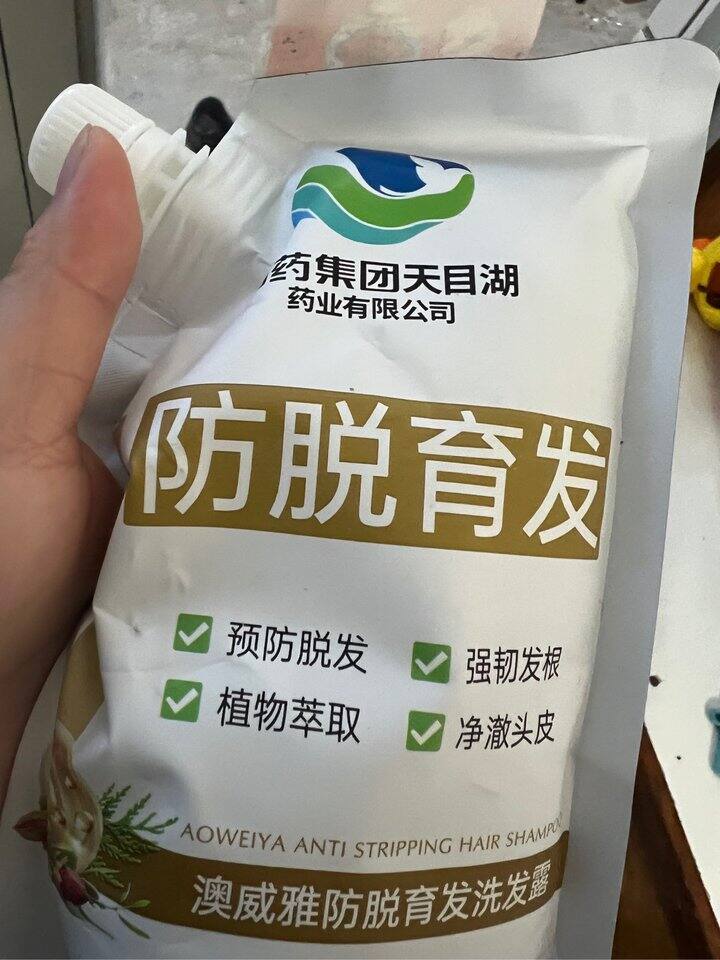 药集团天目湖
药业有限公司
防脱育发
预防脱发
强韧发根
植物萃取
净澈头皮
AOWEIYA ANTI STRIPPING HAIR SHAMPOO
澳威雅防脱育发洗发露